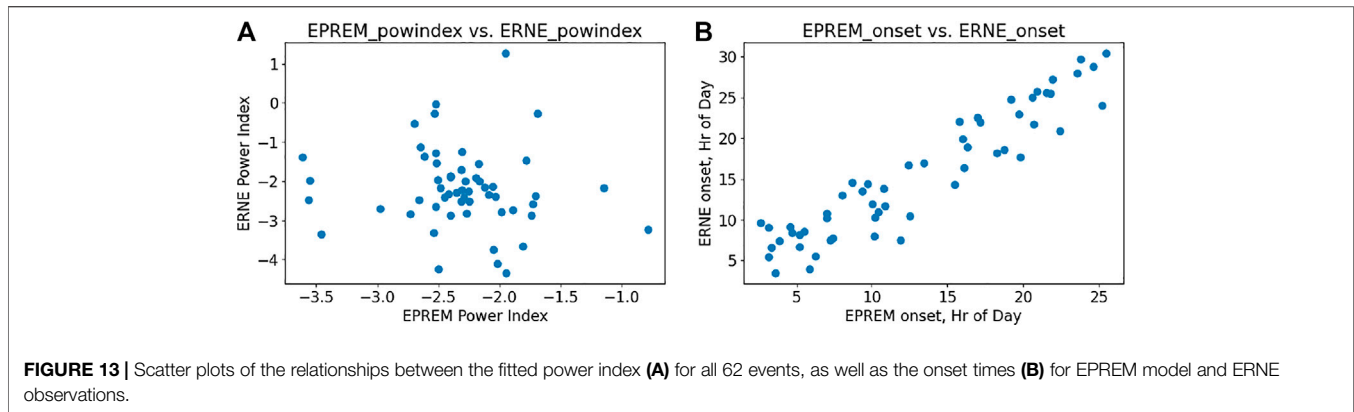 A
EPREM_powindex vs. ERNE_powindex
ERNE Power Index
1
0
−1
−2
−3
−4
−3.5 −3.0 −2.5 −2.0 −1.5 −1.0
EPREM Power Index
B
EPREM_onset vs. ERNE_onset
ERNE onset, Hr of Day
30
25
20
15
10
5
5 10 15 20 25
EPREM onset, Hr of Day
FIGURE 13 | Scatter plots of the relationships between the fitted power index (A) for all 62 events, as well as the onset times (B) for EPREM model and ERNE
observations.